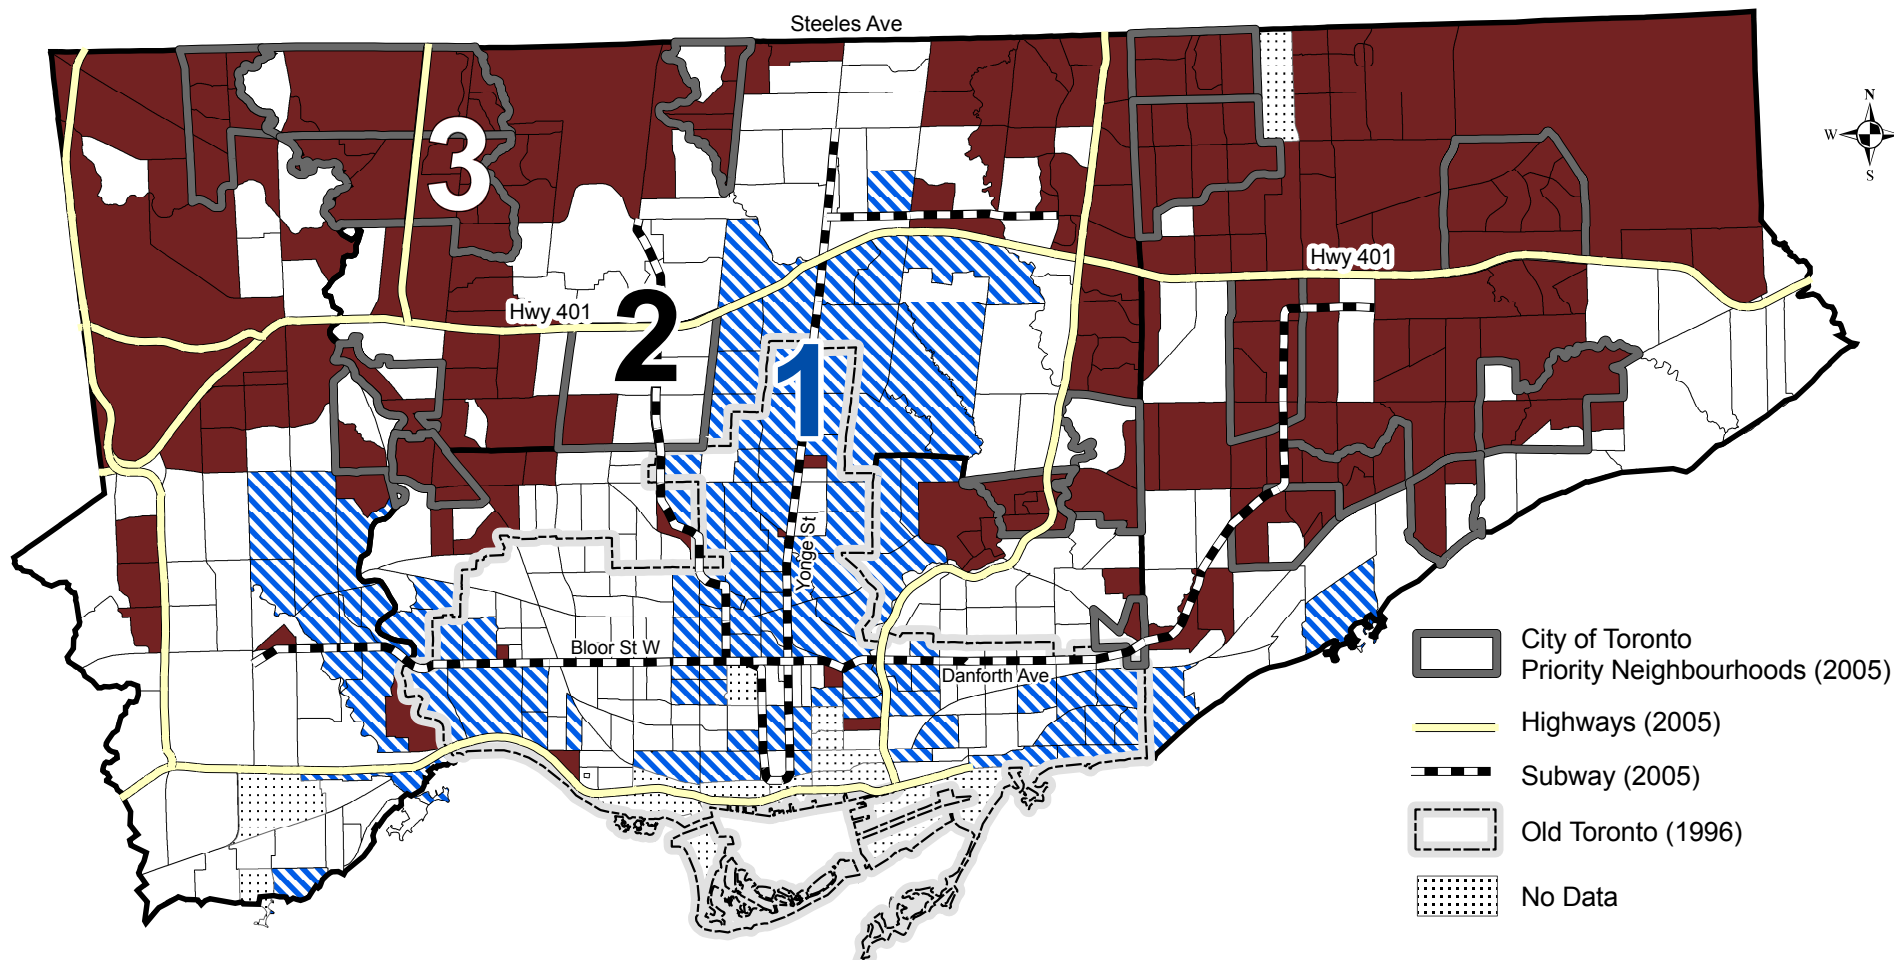 Steeles Ave
N
W
S
3
Hwy 401
Hwy 401
2
1
Yonge St
Bloor St W
Danforth Ave
City of Toronto
Priority Neighbourhoods (2005)
Highways (2005)
Subway (2005)
Old Toronto (1996)
No Data